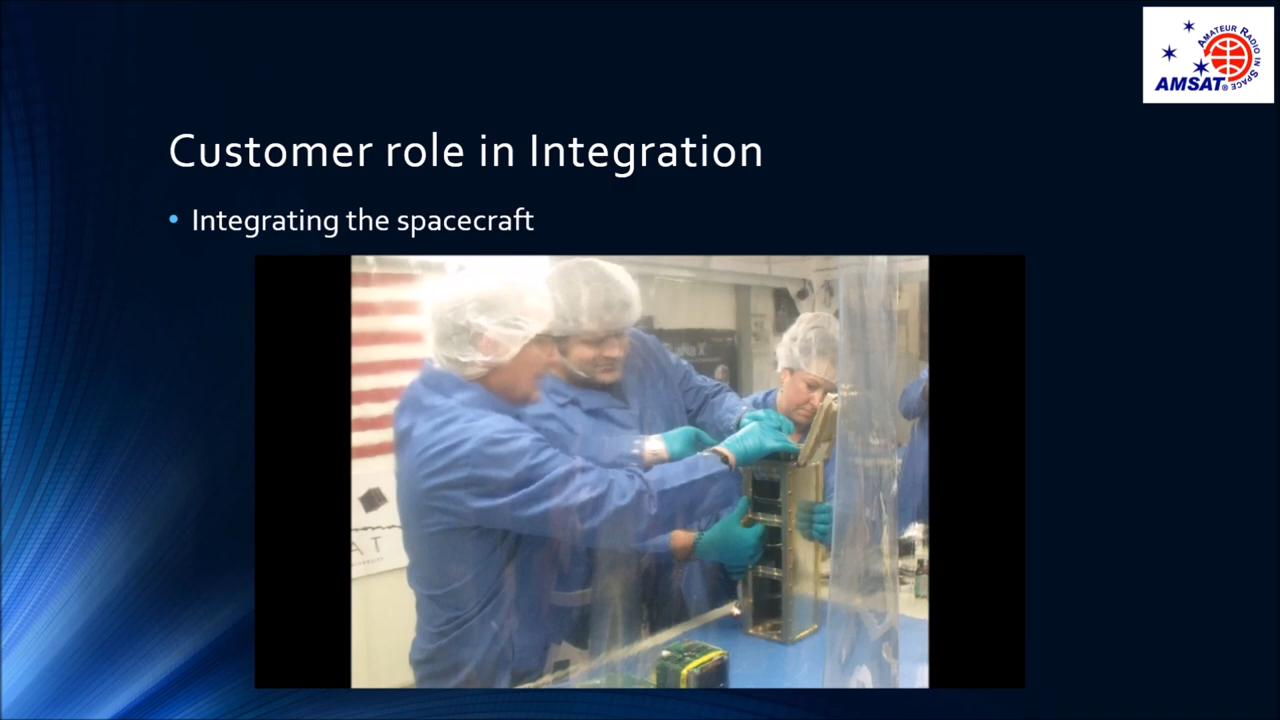 AMATEUR RADIO IN SPACE
AMSAT®
Customer role in Integration
• Integrating the spacecraft